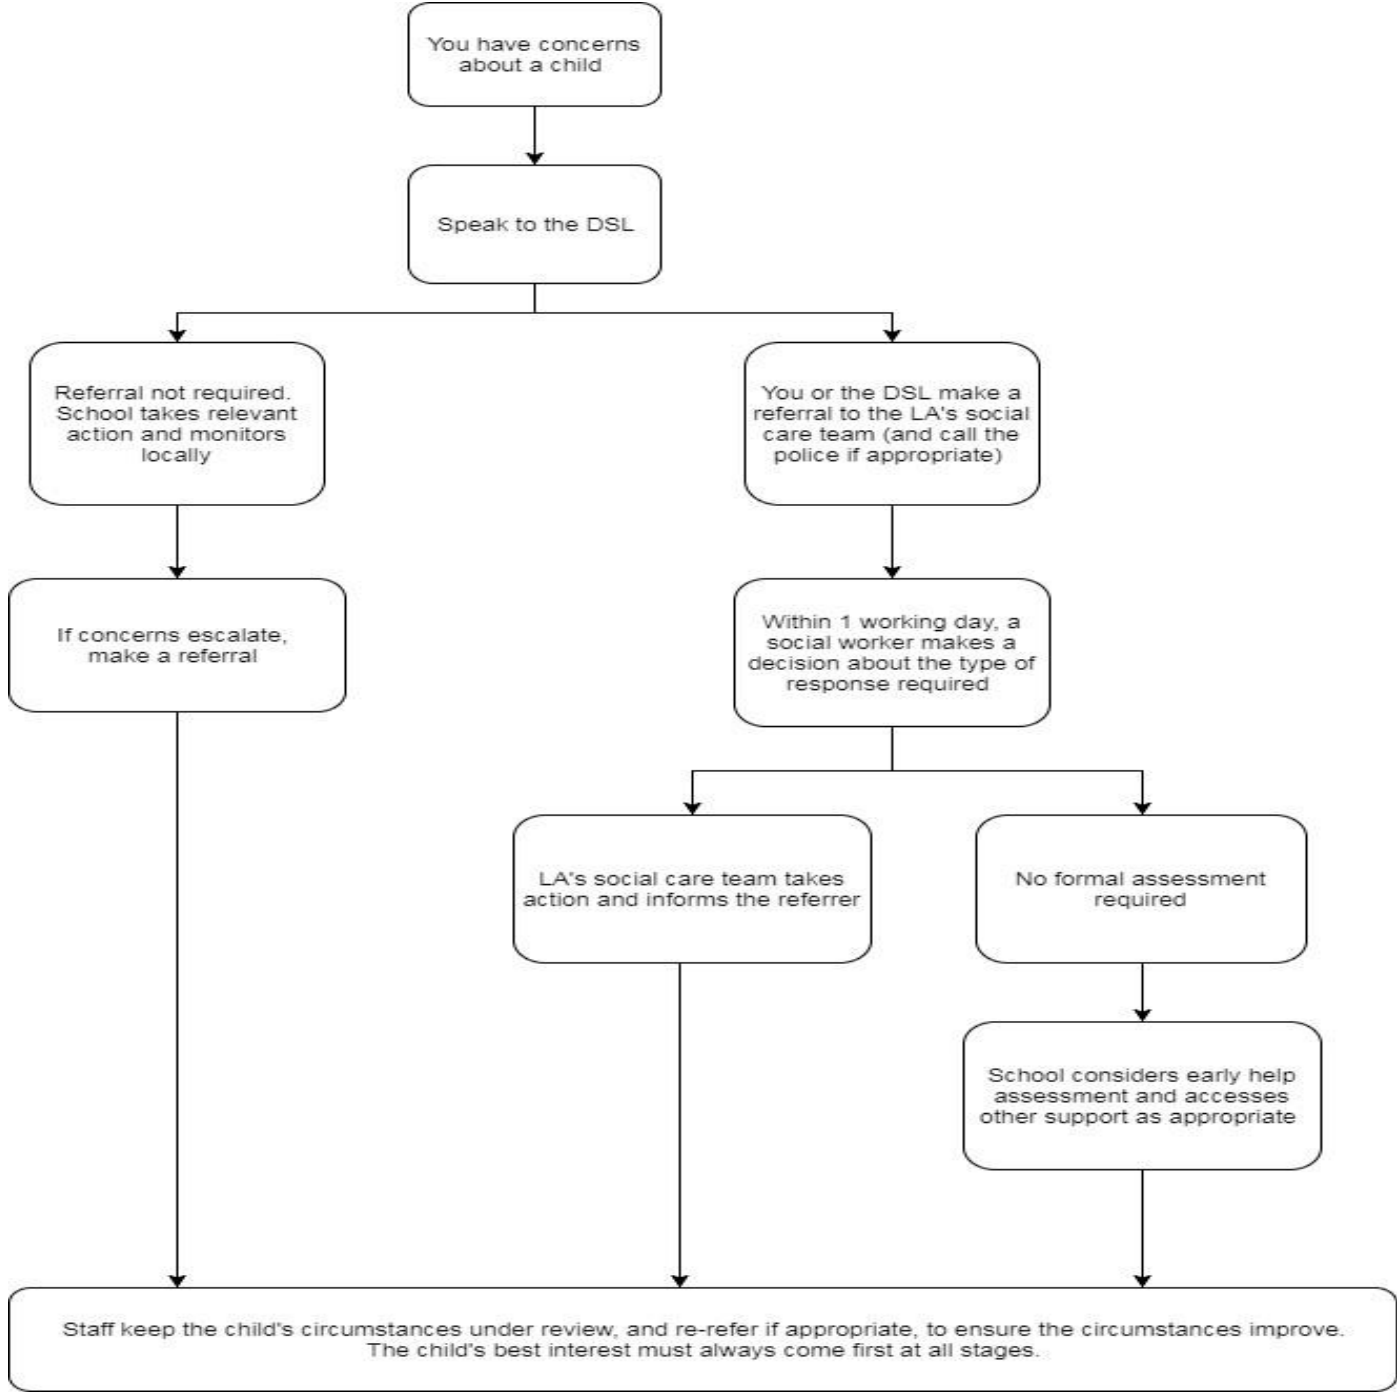 You have concerns
about a child
Speak to the DSL
Referral not required.
School takes relevant
action and monitors
locally
You or the DSL make a
referral to the LA's social
care team (and call the
police if appropriate)
If concerns escalate,
make a referral
Within 1 working day, a
social worker makes a
decision about the type of
response required
LA's social care team takes
action and informs the referrer
No formal assessment
required
School considers early help
assessment and accesses
other support as appropriate
Staff keep the child's circumstances under review, and re-refer if appropriate, to ensure the circumstances improve.
The child's best interest must always come first at all stages.